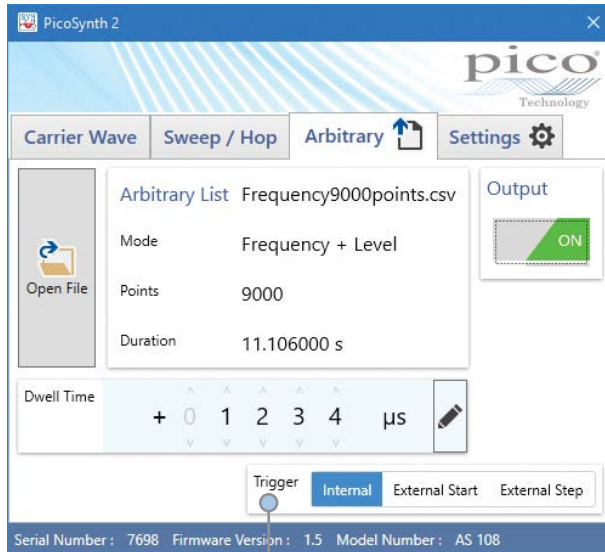 PicoSynth 2
pico
Technology
Carrier Wave
Sweep / Hop
Arbitrary
Settings
Open File
Arbitrary List Frequency9000points.csv
Mode Frequency + Level
Points 9000
Duration 11.106000 s
Output
ON
Dwell Time
+ 0 1 2 3 4 µs
Trigger Internal External Start External Step
Serial Number : 7698 Firmware Version : 1.5 Model Number : AS 108